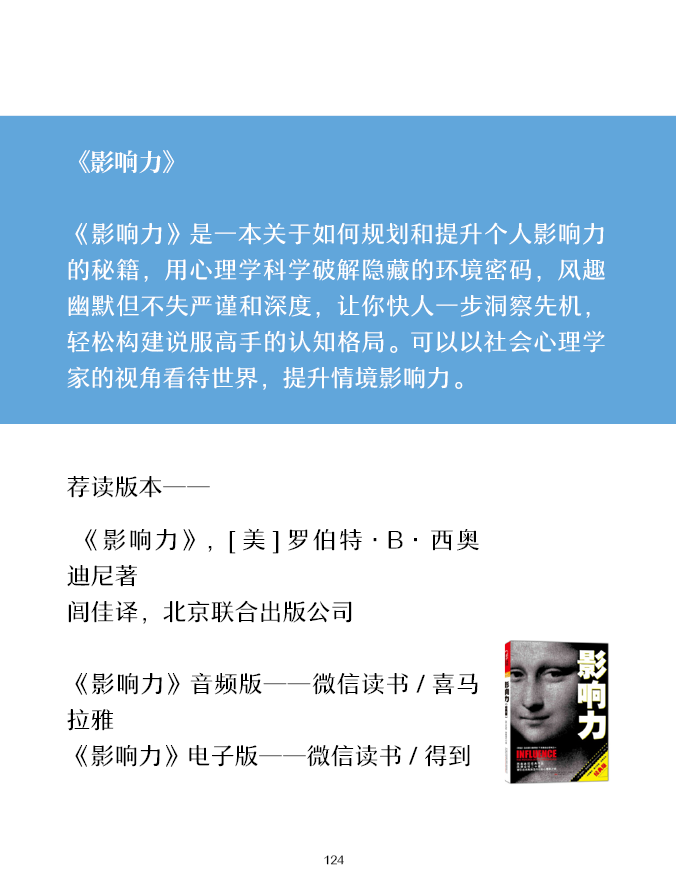 《影响力》
《影响力》是一本关于如何规划和提升个人影响力
的秘籍，用心理学科学破解隐藏的环境密码，风趣
幽默但不失严谨和深度，让你快人一步洞察先机，
轻松构建说服高手的认知格局。可以以社会心理学
家的视角看待世界，提升情境影响力。
荐读版本——
《影响力》，[美]罗伯特·B·西奥
迪尼著
闾佳译，北京联合出版公司
《影响力》音频版——微信读书 / 喜马
拉雅
《影响力》电子版——微信读书 / 得到
影响力
影响力
INFLUENCE
经典版
124